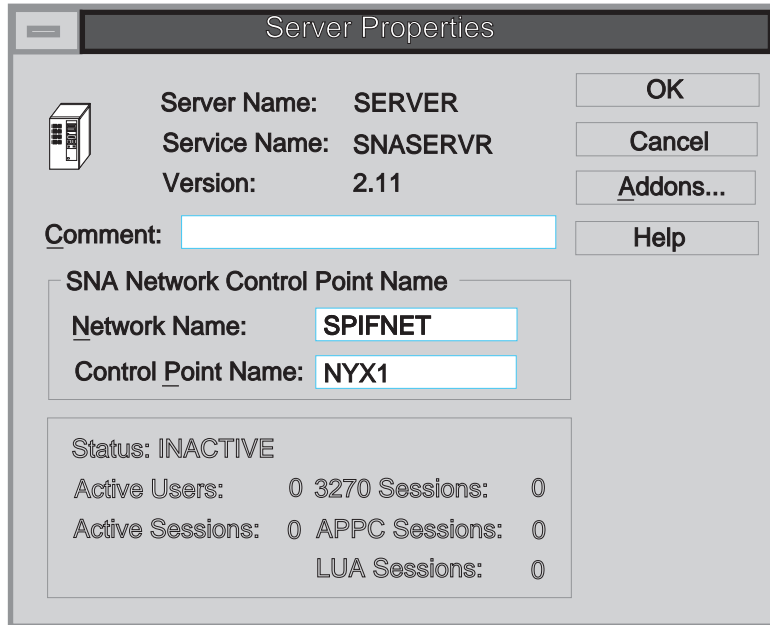 Server Properties
Server Name: SERVER
Service Name: SNASERVR
Version: 2.11
Comment:
SNA Network Control Point Name
Network Name: SPIFNET
Control Point Name: NYX1
Status: INACTIVE
Active Users: 0 3270 Sessions: 0
Active Sessions: 0 APPC Sessions: 0
LUA Sessions: 0
OK
Cancel
Addons...
Help